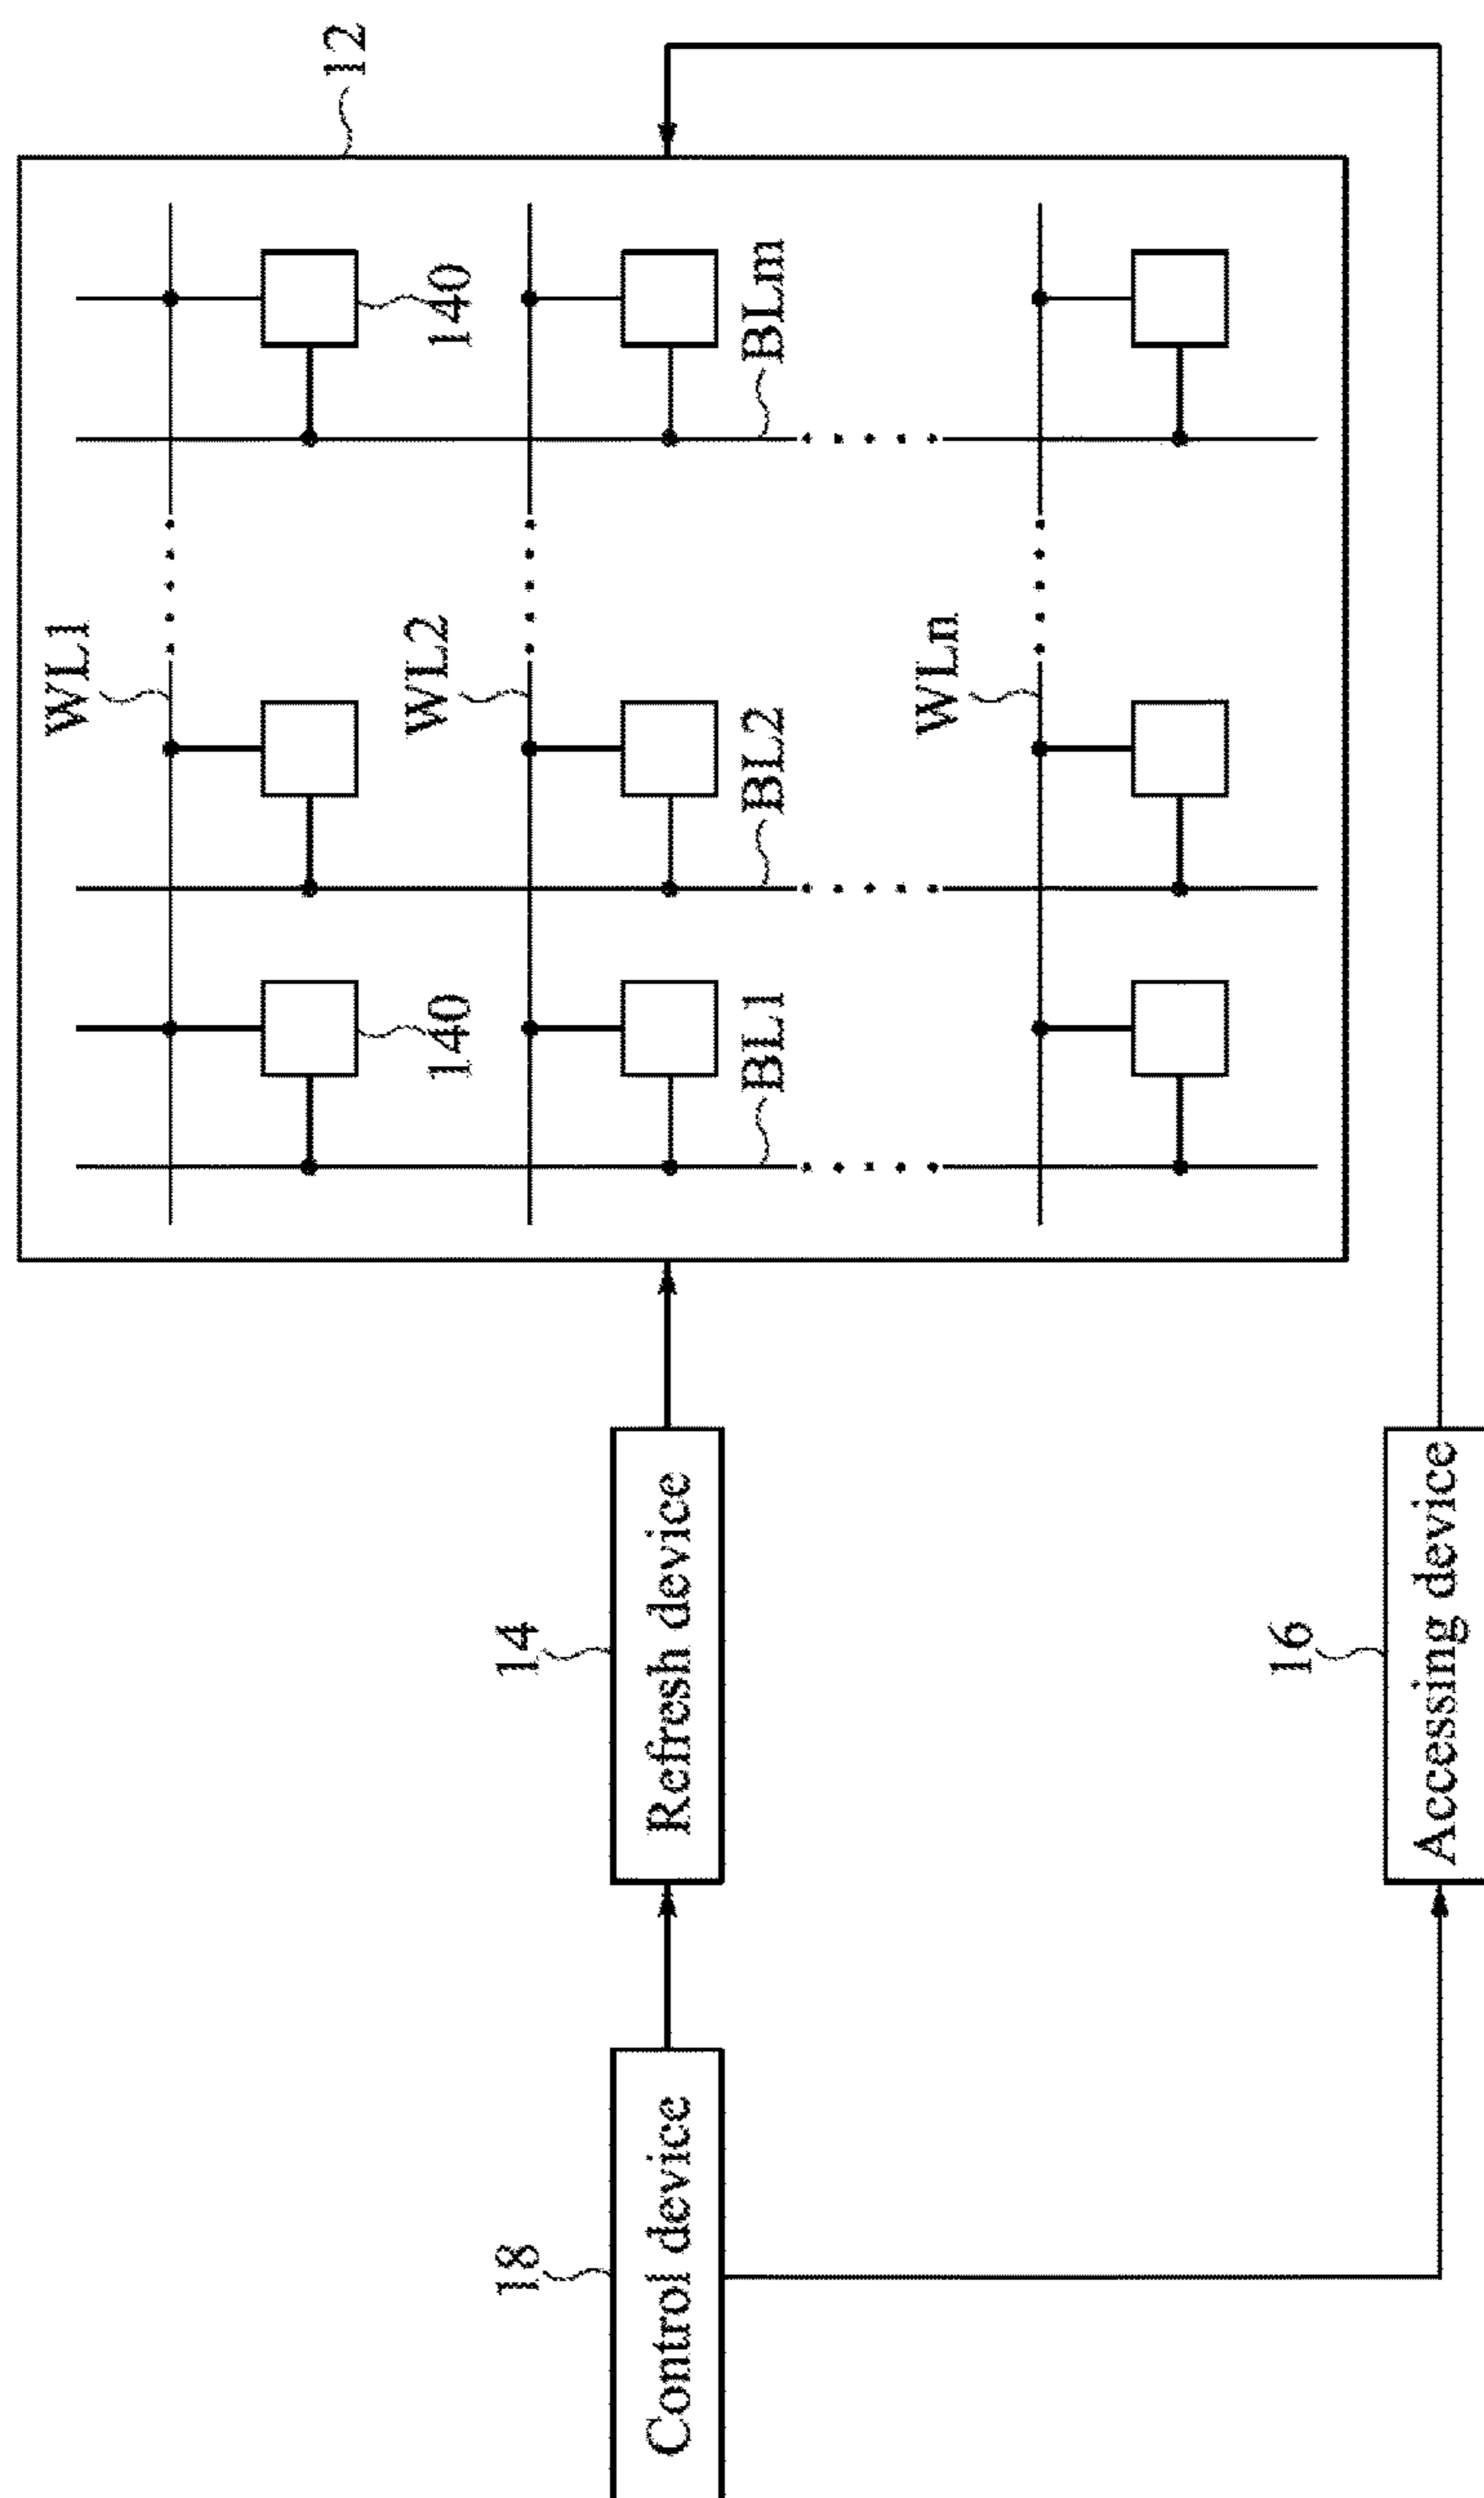 12
WL1
140
140
WL2
BL1
BL2
BLm
WLn
18
Control device
14
Refresh device
16
Accessing device